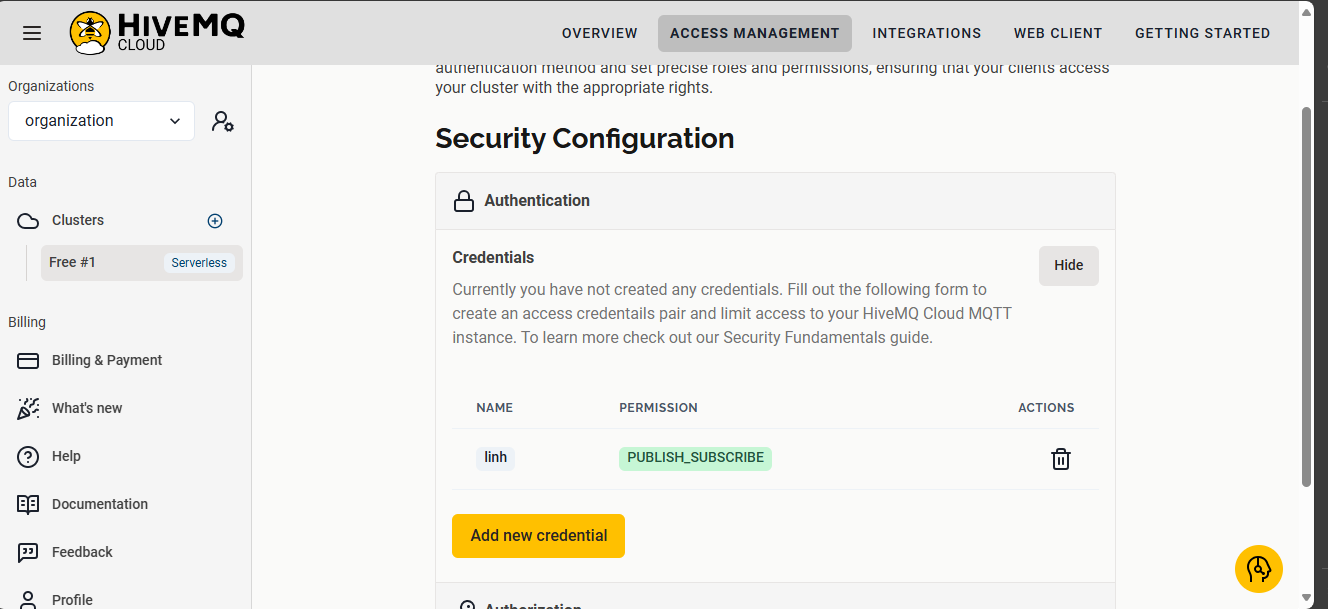 HIVEMQ
CLOUD
OVERVIEW
ACCESS MANAGEMENT
INTEGRATIONS
WEB CLIENT
GETTING STARTED
Organizations
organization
Data
Clusters
Free #1
Serverless
Billing
Billing & Payment
What's new
Help
Documentation
Feedback
Profile
authentication method and set precise roles and permissions, ensuring that your clients access
your cluster with the appropriate rights.
Security Configuration
Authentication
Credentials
Hide
Currently you have not created any credentials. Fill out the following form to
create an access credentails pair and limit access to your HiveMQ Cloud MQTT
instance. To learn more check out our Security Fundamentals guide.
NAME
PERMISSION
ACTIONS
linh
PUBLISH_SUBSCRIBE
Add new credential
Authorization